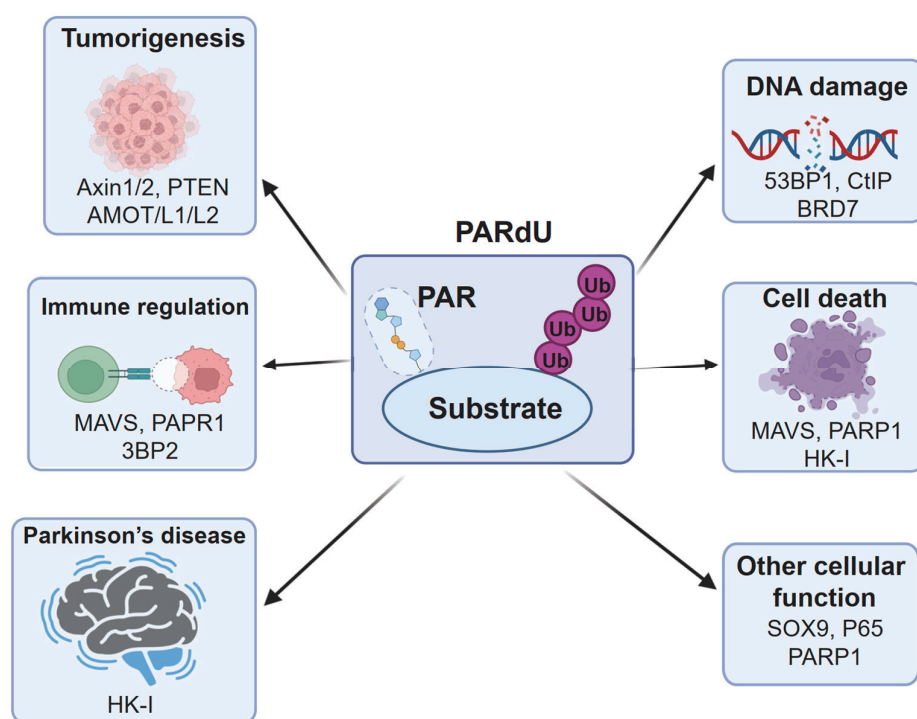 Tumorigenesis
Axin1/2, PTEN
AMOT/L1/L2
Immune regulation
MAVS, PAPR1
3BP2
Parkinson's disease
HK-I
PARdU
PAR
Ub
Ub
Ub
Ub
Substrate
DNA damage
53BP1, CtIP
BRD7
Cell death
MAVS, PARP1
HK-I
Other cellular
function
SOX9, P65
PARP1